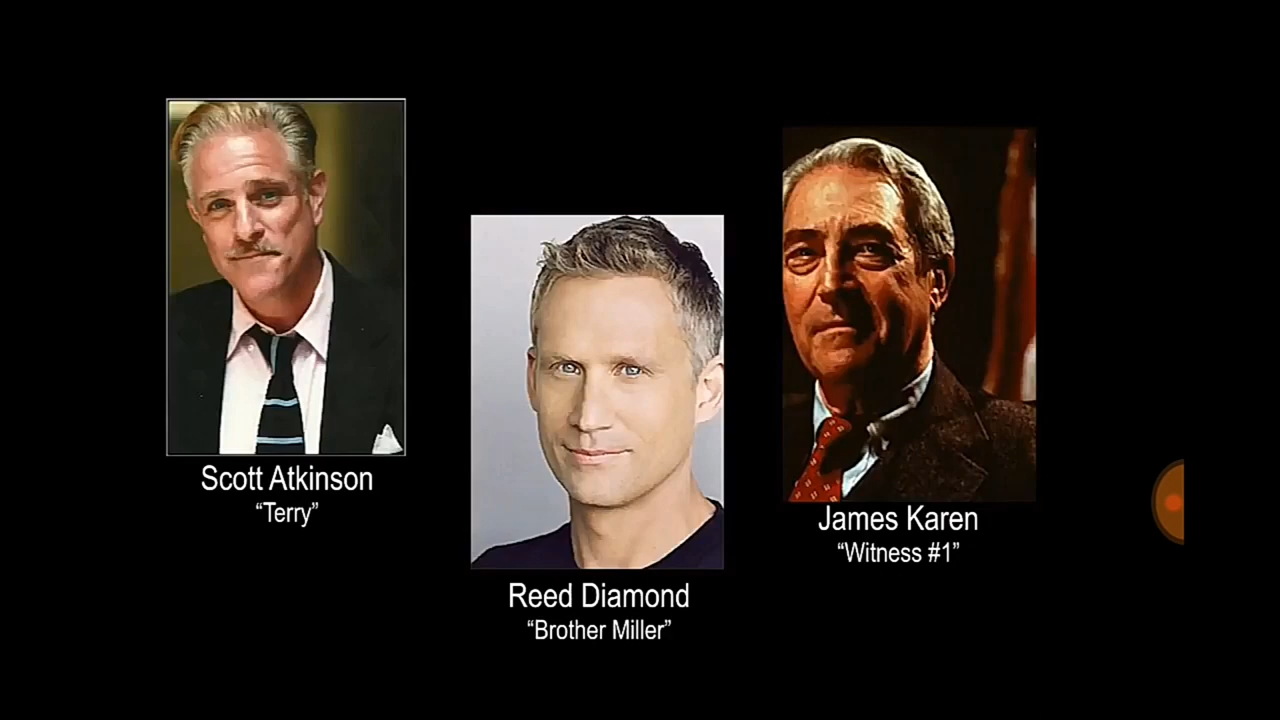 Scott Atkinson
“Terry”
Reed Diamond
“Brother Miller”
James Karen
“Witness #1”